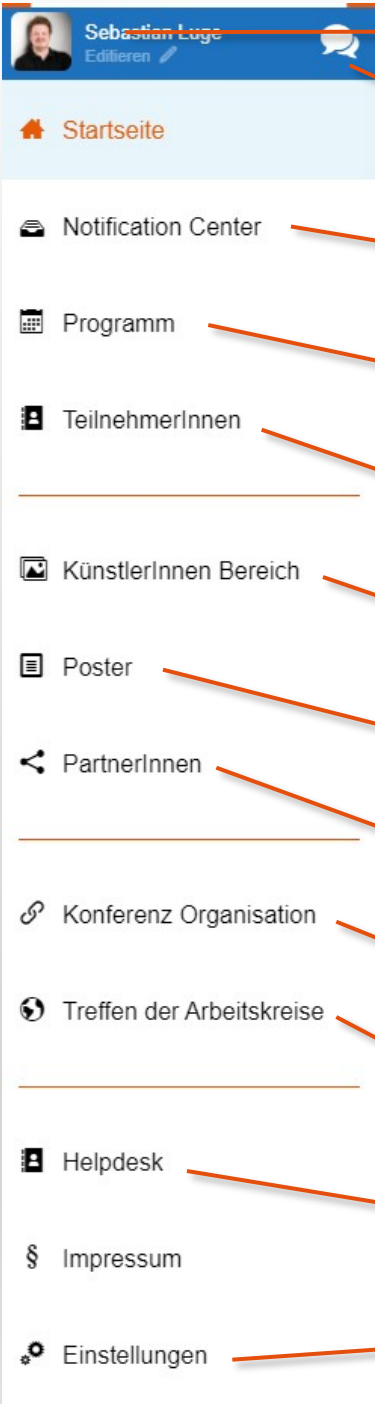 Sebastian Luge
Editieren
Startseite
Notification Center
Programm
TeilnehmerInnen
KünstlerInnen Bereich
Poster
PartnerInnen
Konferenz Organisation
Treffen der Arbeitskreise
Helpdesk
§ Impressum
Einstellungen